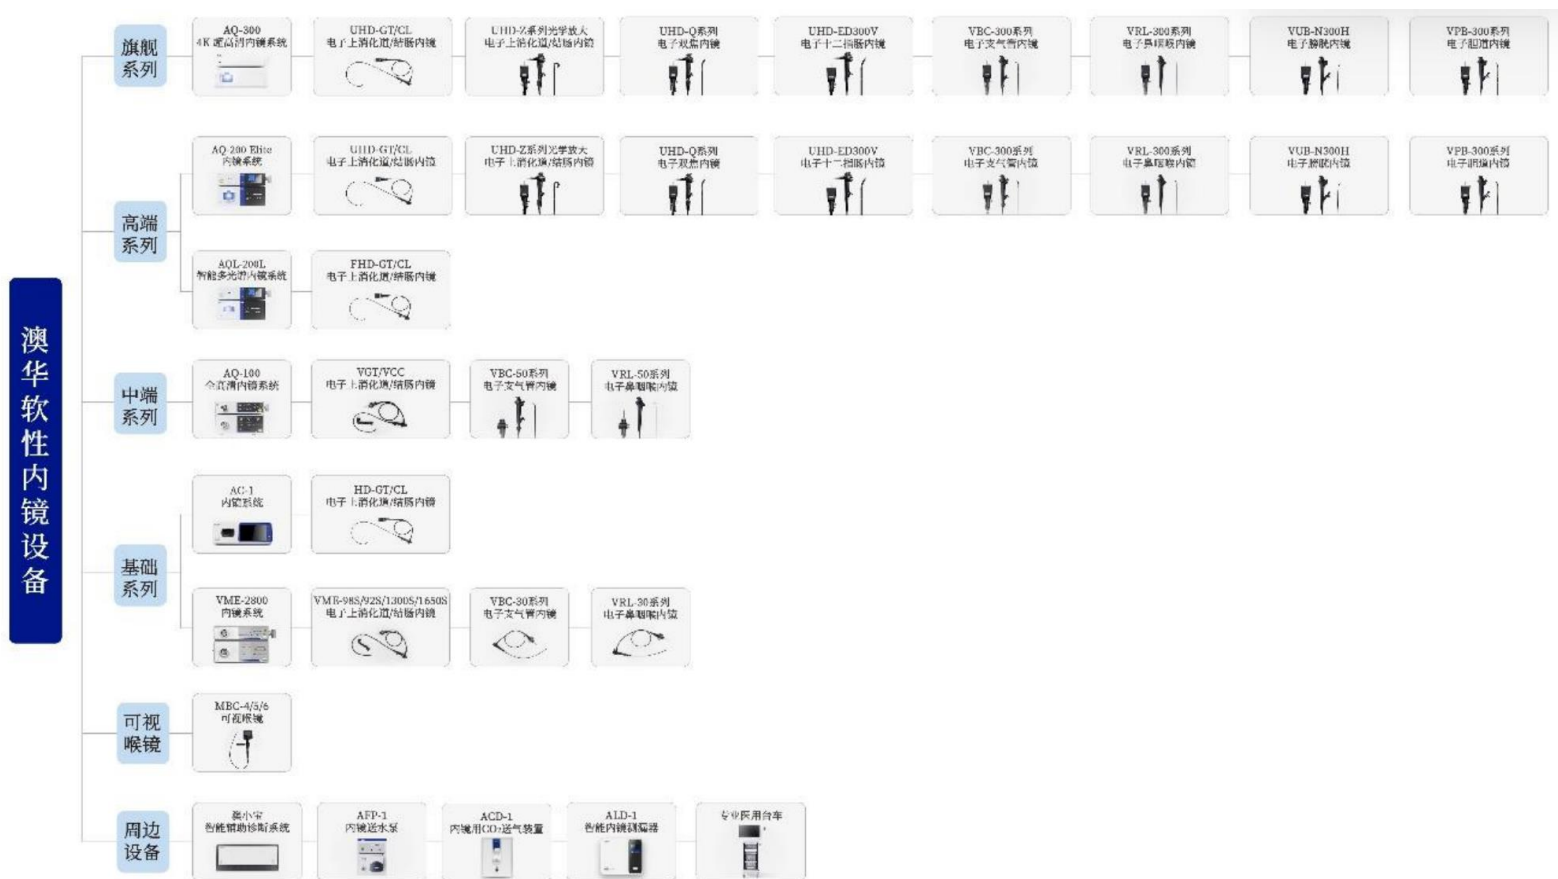 澳华软性内镜设备
旗舰
系列
AQ-300
4K 超高清内镜系统
UHD-GT/CL
电子上消化道/结肠内镜
UHD-Z系列光学放大
电子上消化道/结肠内镜
UHD-Q系列
电子双焦内镜
UHD-ED300V
电子十二指肠内镜
VBC-300系列
电子支气管内镜
VRL-300系列
电子鼻咽喉内镜
VUB-N300H
电子膀胱内镜
VPB-300系列
电子胆道内镜
高端
系列
AQ-200 Elite
内镜系统
UHD-GT/CL
电子上消化道/结肠内镜
UHD-Z系列光学放大
电子上消化道/结肠内镜
UHD-Q系列
电子双焦内镜
UHD-ED300V
电子十二指肠内镜
VBC-300系列
电子支气管内镜
VRL-300系列
电子鼻咽喉内镜
VUB-N300H
电子膀胱内镜
VPB-300系列
电子胆道内镜
AQL-200L
智能多光谱内镜系统
FHD-GT/CL
电子上消化道/结肠内镜
中端
系列
AQ-100
全高清内镜系统
VGT/VCC
电子上消化道/结肠内镜
VBC-50系列
电子支气管内镜
VRL-50系列
电子鼻咽喉内镜
基础
系列
AC-1
内镜系统
HD-GT/CL
电子上消化道/结肠内镜
VME-2800
内镜系统
VME-98S/92S/1300S/1650S
电子上消化道/结肠内镜
VBC-30系列
电子支气管内镜
VRL-30系列
电子鼻咽喉内镜
可视
喉镜
MBC-4/5/6
可视喉镜
周边
设备
奥小宝
智能辅助诊断系统
AFP-1
内镜送水泵
ACD-1
内镜用CO₂送气装置
ALD-1
智能内镜测漏器
专业医用台车